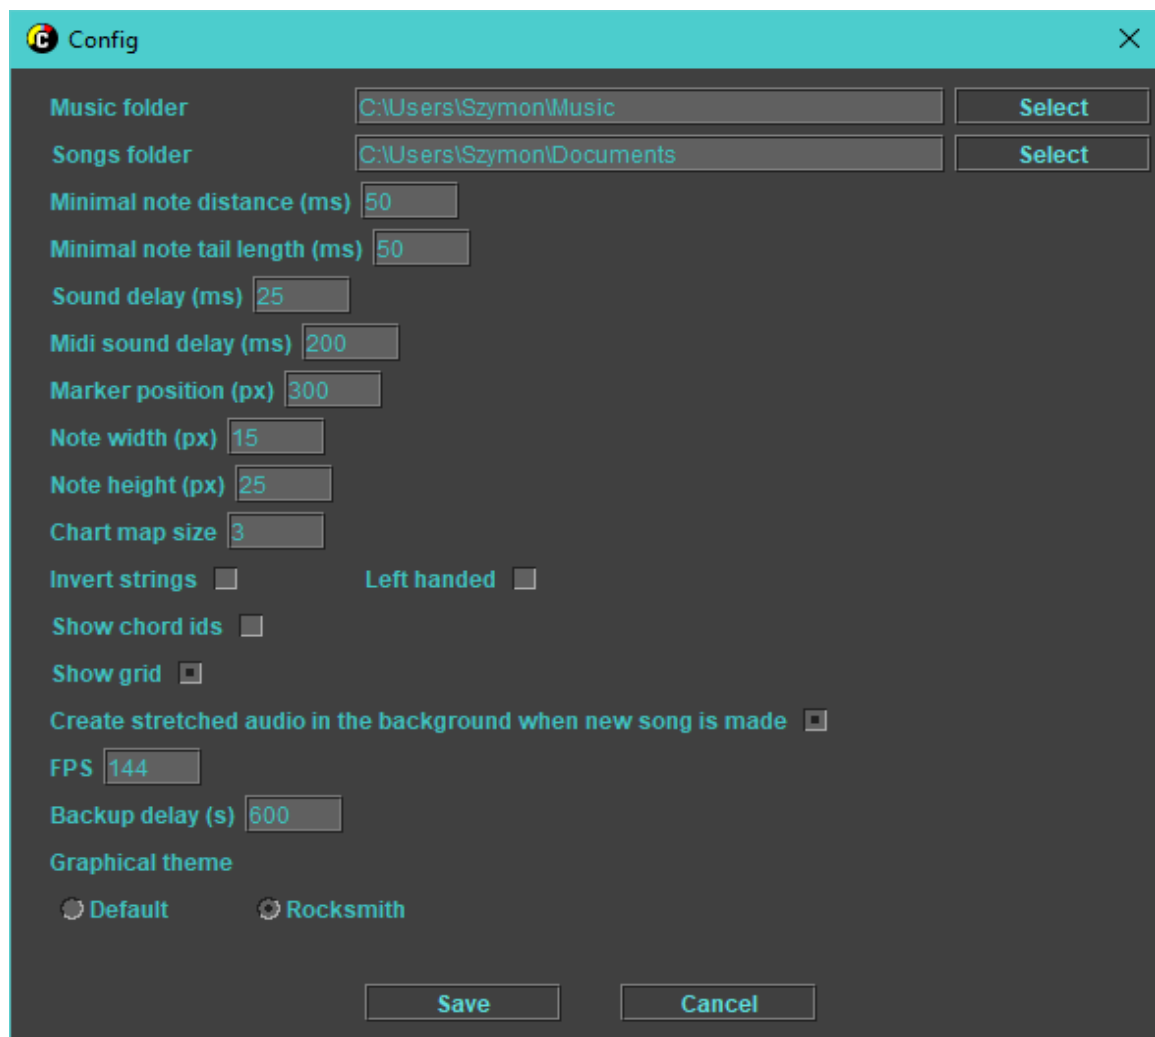 Config
Music folder C:\Users\Szymon\Music Select
Songs folder C:\Users\Szymon\Documents Select
Minimal note distance (ms) 50
Minimal note tail length (ms) 50
Sound delay (ms) 25
Midi sound delay (ms) 200
Marker position (px) 300
Note width (px) 15
Note height (px) 25
Chart map size 3
Invert strings Left handed
Show chord ids
Show grid
Create stretched audio in the background when new song is made
FPS 144
Backup delay (s) 600
Graphical theme
Default Rocksmith
Save Cancel